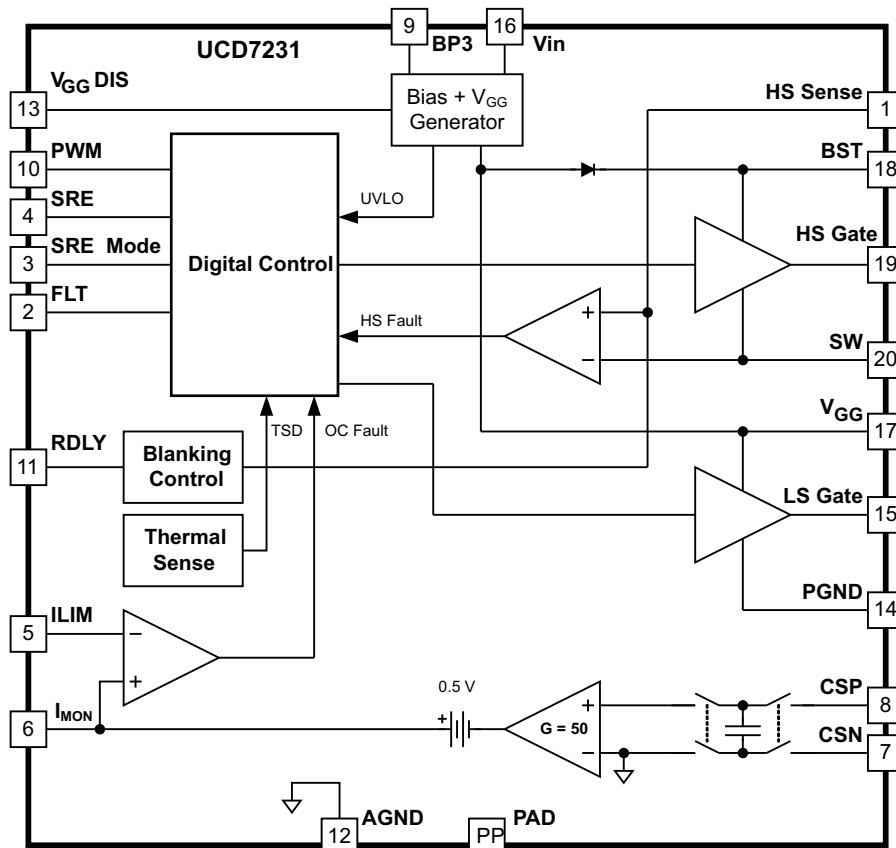 UCD7231
9
BP3
16
Vin
VGG DIS
13
Bias + VGG
Generator
HS Sense
1
PWM
10
BST
18
SRE
4
UVLO
SRE Mode
3
Digital Control
HS Gate
19
FLT
2
HS Fault
+
−
SW
20
TSD
OC Fault
VGG
17
RDLY
11
Blanking
Control
LS Gate
15
Thermal
Sense
PGND
14
ILIM
5
−
+
IMON
6
0.5 V
+
G = 50
+
−
CSP
8
CSN
7
AGND
12
PAD
PP